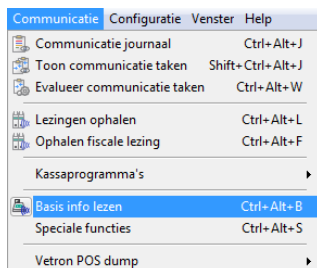 Communicatie Configuratie Venster Help
Communicatie journaal Ctrl+Alt+J
Toon communicatie taken Shift+Ctrl+Alt+J
Evalueer communicatie taken Ctrl+Alt+W
Lezingen ophalen Ctrl+Alt+L
Ophalen fiscale lezing Ctrl+Alt+F
Kassaprogramma's
Basis info lezen Ctrl+Alt+B
Speciale functies Ctrl+Alt+S
Vetron POS dump